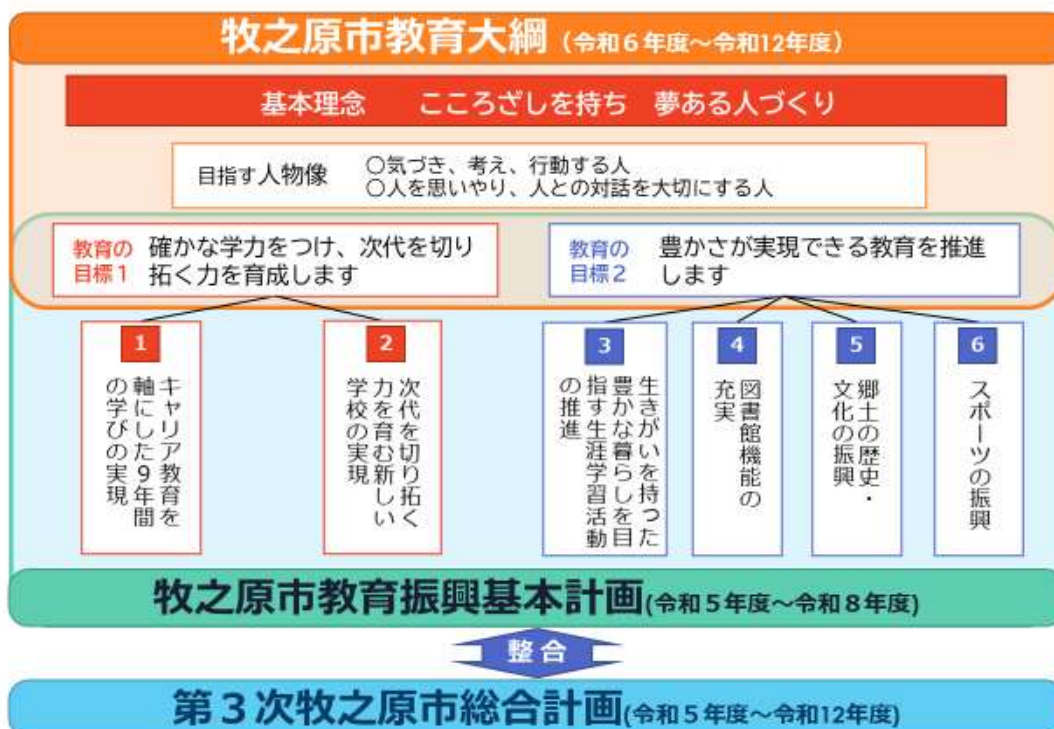 牧之原市教育大綱（令和６年度～令和12年度）
基本理念　こころざしを持ち　夢ある人づくり
目指す人物像
○気づき、考え、行動する人
○人を思いやり、人との対話を大切にする人
教育の
目標１
確かな学力をつけ、次代を切り
拓く力を育成します
教育の
目標２
豊かさが実現できる教育を推進
します
1
キャリア教育を
軸にした９年間
の学びの実現
2
次代を切り拓く
力を育む新しい
学校の実現
3
生きがいを持った
豊かな暮らしを目
指す生涯学習活動
の推進
4
図書館機能の
充実
5
郷土の歴史・
文化の振興
6
スポーツの振興
牧之原市教育振興基本計画(令和５年度～令和８年度)
整合
第３次牧之原市総合計画(令和５年度～令和12年度)